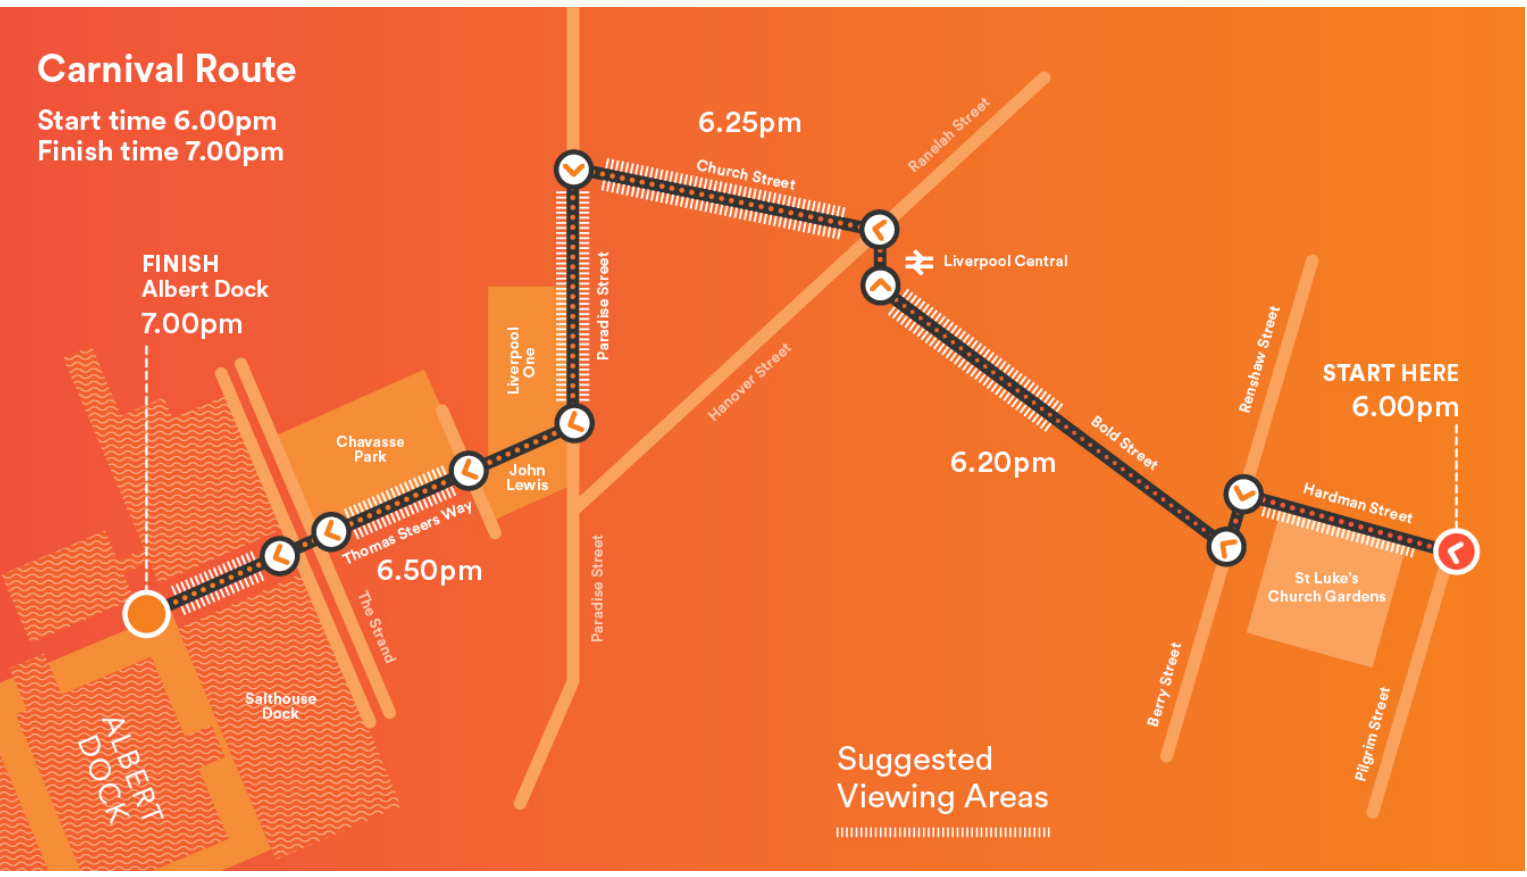 Carnival Route
Start time 6.00pm
Finish time 7.00pm
6.25pm
Church Street
Ranelah Street
Liverpool Central
FINISH
Albert Dock
7.00pm
Paradise Street
Liverpool
One
Hanover Street
Renshaw Street
START HERE
6.00pm
Chavasse
Park
John
Lewis
Bold Street
6.20pm
Hardman Street
Thomas Steers Way
6.50pm
St Luke's
Church Gardens
The Strand
Paradise Street
Berry Street
Pilgrim Street
Salthouse
Dock
ALBERT
DOCK
Suggested
Viewing Areas